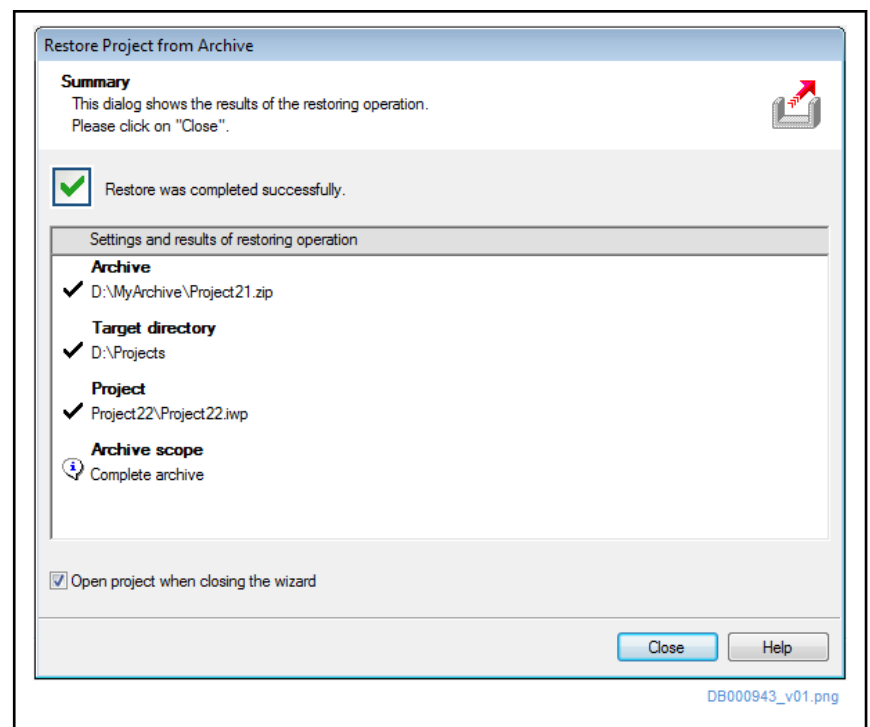 Restore Project from Archive
Summary
This dialog shows the results of the restoring operation.
Please click on "Close".
Restore was completed successfully.
Settings and results of restoring operation
Archive
D:\MyArchive\Project21.zip
Target directory
D:\Projects
Project
Project22\Project22.iwp
Archive scope
Complete archive
Open project when closing the wizard
Close Help
DB000943_v01.png